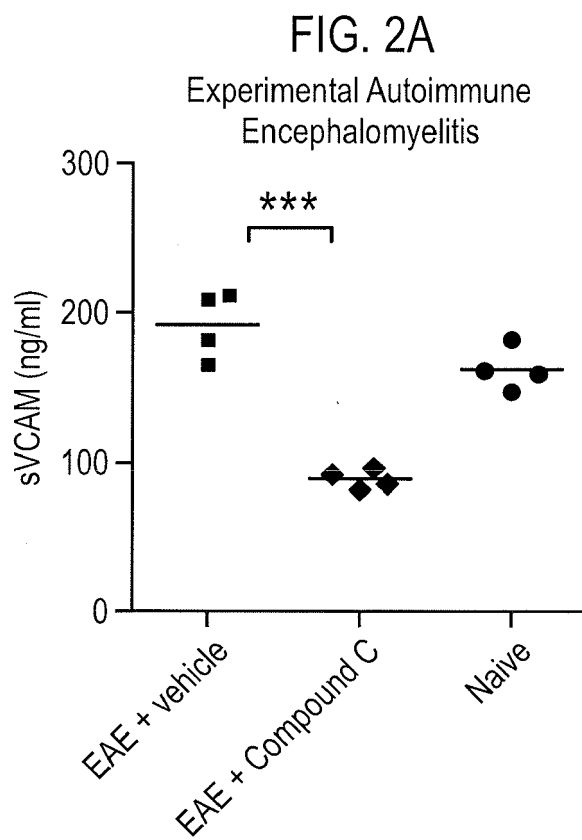 FIG. 2A
Experimental Autoimmune
Encephalomyelitis
300
***
200
sVCAM (ng/ml)
100
0
EAE + vehicle
EAE + Compound C
Naive